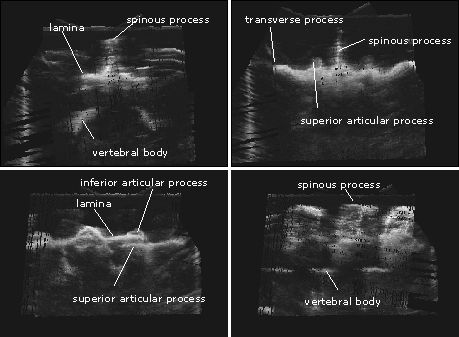 spinous process
lamina
vertebral body
transverse process
spinous process
superior articular process
inferior articular process
lamina
superior articular process
spinous process
vertebral body